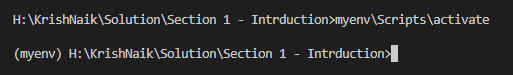 H:\KrishNaik\Solution\Section 1 - Intrduction>myenv\Scripts\activate
(myenv) H:\KrishNaik\Solution\Section 1 - Intrduction>